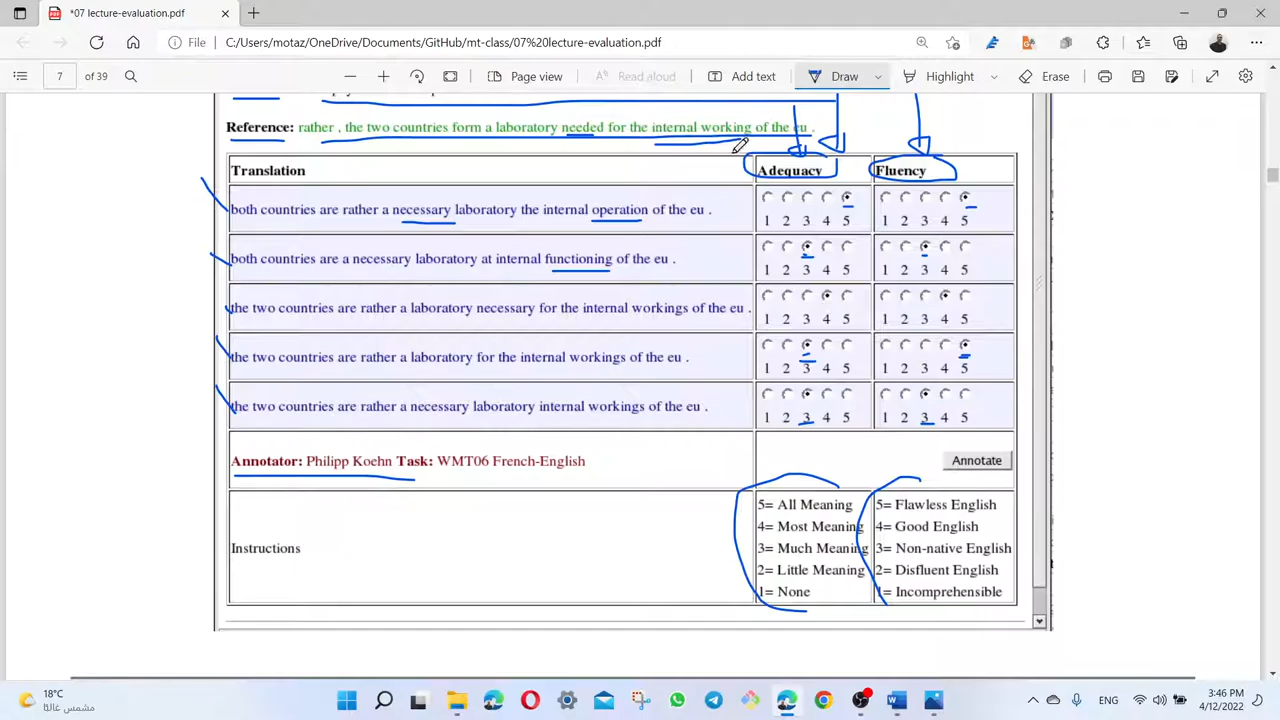 *07 lecture-evaluation.pdf
File C:/Users/motaz/OneDrive/Documents/GitHub/mt-class/07%20lecture-evaluation.pdf
7 of 39 Page view Read aloud Add text Draw Highlight Erase
Reference: rather , the two countries form a laboratory needed for the internal working of the eu .
Translation Adequacy Fluency
both countries are rather a necessary laboratory the internal operation of the eu .
1 2 3 4 5 1 2 3 4 5
both countries are a necessary laboratory at internal functioning of the eu .
1 2 3 4 5 1 2 3 4 5
the two countries are rather a laboratory necessary for the internal workings of the eu .
1 2 3 4 5 1 2 3 4 5
the two countries are rather a laboratory for the internal workings of the eu .
1 2 3 4 5 1 2 3 4 5
the two countries are rather a necessary laboratory internal workings of the eu .
1 2 3 4 5 1 2 3 4 5
Annotator: Philipp Koehn Task: WMT06 French-English Annotate
Instructions
5= All Meaning 5= Flawless English
4= Most Meaning 4= Good English
3= Much Meaning 3= Non-native English
2= Little Meaning 2= Disfluent English
1= None 1= Incomprehensible
18°C
مشمس غالبًا
ENG
3:46 PM
4/12/2022